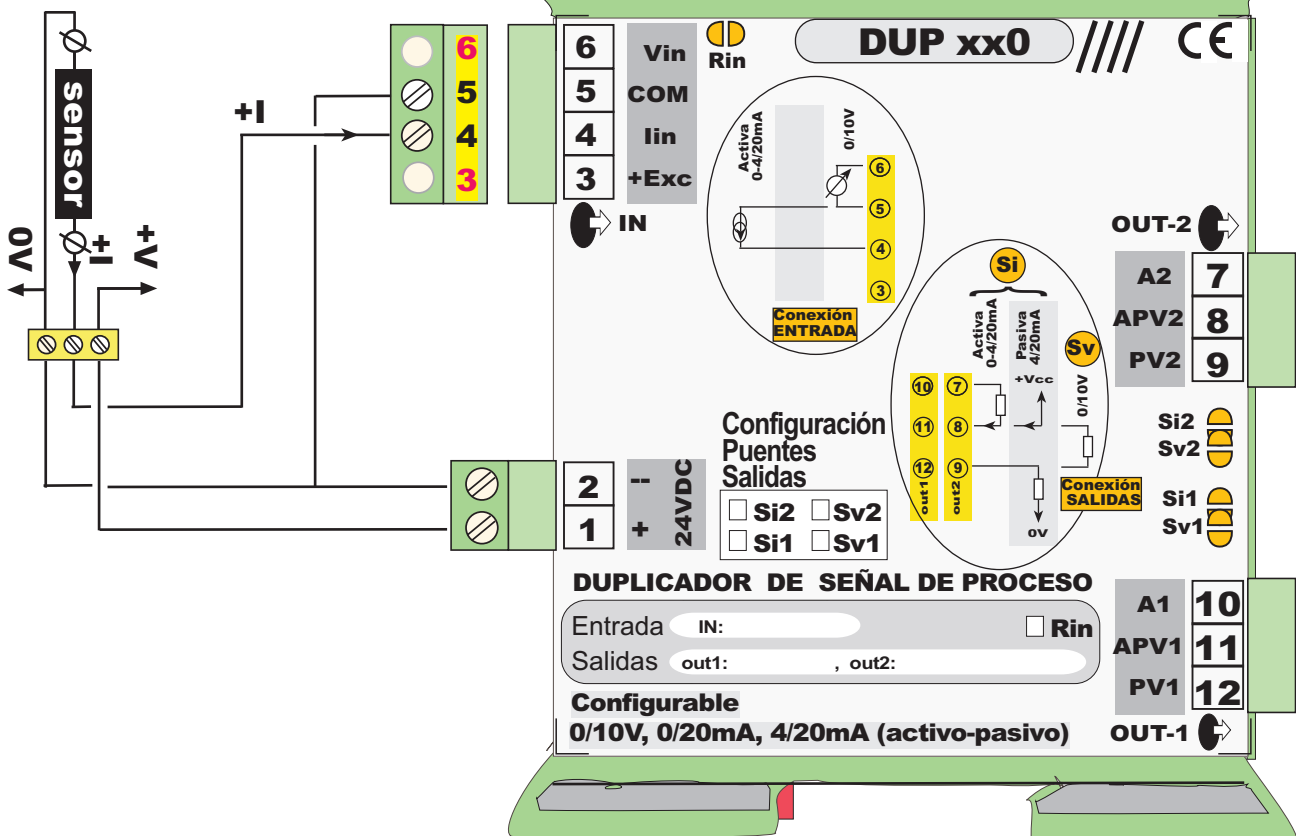 sensor
0V
+I
+V
+I
6
5
4
3
6 Vin
5 COM
4 Iin
3 +Exc
IN
Rin
DUP xx0
CE
Activa
0-4/20mA
0/10V
6
5
4
3
Conexión
ENTRADA
OUT-2
A2 7
APV2 8
PV2 9
Si
Activa
0-4/20mA
Pasiva
4/20mA
Sv
+Vcc
0/10V
10 7
11 8
12 9
out1 out2
0V
Conexión
SALIDAS
Si2
Sv2
Si1
Sv1
Configuración
Puentes
Salidas
Si2 Sv2
Si1 Sv1
2 --
1 +
24VDC
DUPLICADOR DE SEÑAL DE PROCESO
Entrada IN: Rin
Salidas out1: , out2:
Configurable
0/10V, 0/20mA, 4/20mA (activo-pasivo)
A1 10
APV1 11
PV1 12
OUT-1